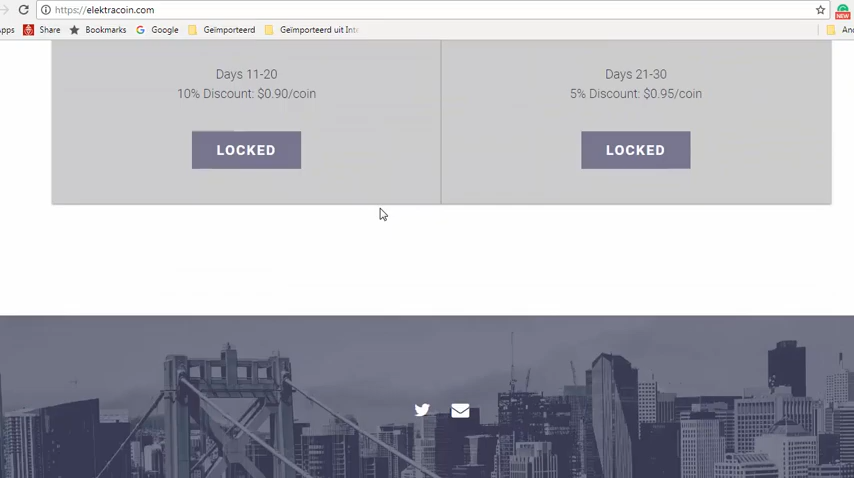 https://elektracoin.com
NEW
Apps Share Bookmarks Google Geïmporteerd Geïmporteerd uit Int
Days 11-20
10% Discount: $0.90/coin
LOCKED
Days 21-30
5% Discount: $0.95/coin
LOCKED